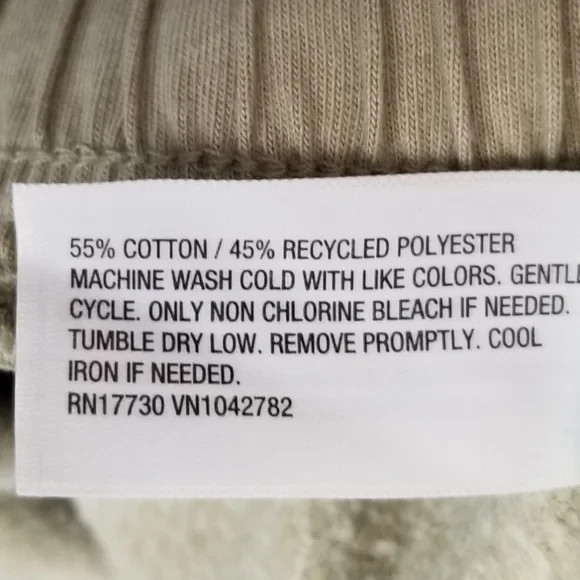 55% COTTON / 45% RECYCLED POLYESTER
MACHINE WASH COLD WITH LIKE COLORS. GENTLE
CYCLE. ONLY NON CHLORINE BLEACH IF NEEDED.
TUMBLE DRY LOW. REMOVE PROMPTLY. COOL
IRON IF NEEDED.
RN17730 VN1042782